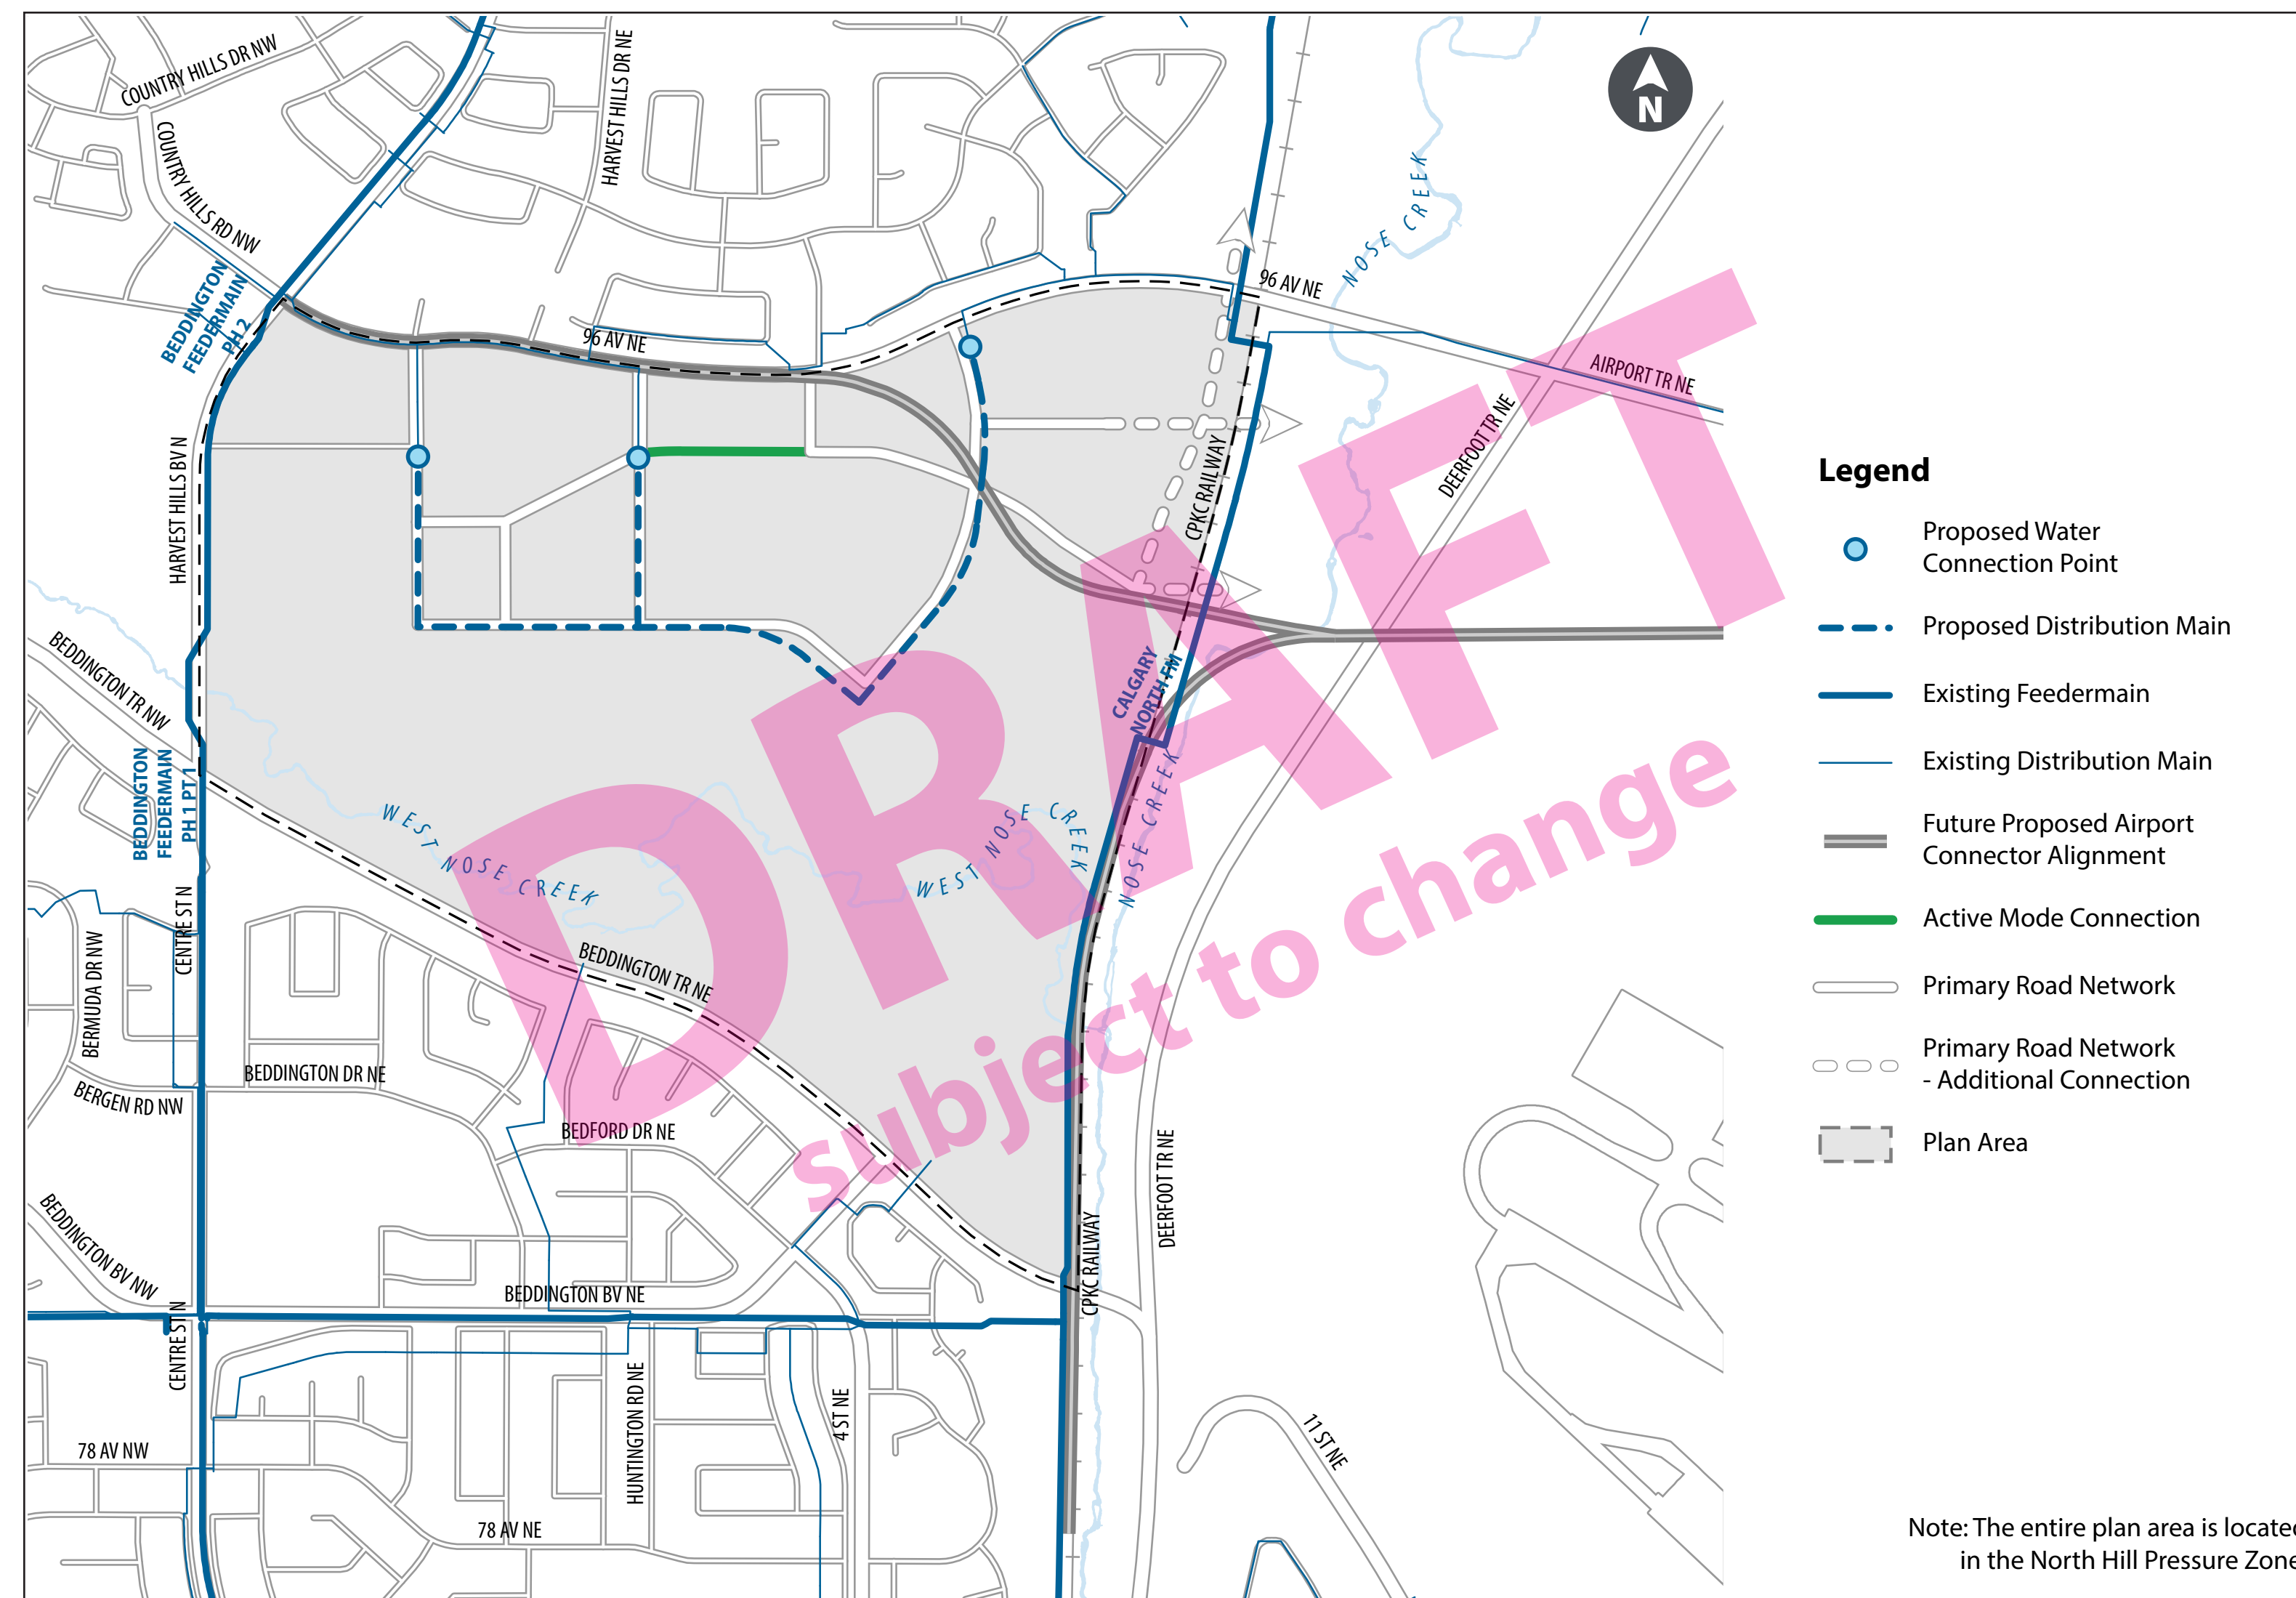 COUNTRY HILLS DR NW
HARVEST HILLS DR NE
N
COUNTRY HILLS RD NW
NOSE CREEK
BEDDINGTON
FEEDERMAIN
PH 2
96 AV NE
96 AV NE
AIRPORT TR NE
DEERFOOT TR NE
HARVEST HILLS BV N
CPKC RAILWAY
BEDDINGTON TR NW
CALGARY
NORTH FM
BEDDINGTON
FEEDERMAIN
PH 1 PT 1
WEST NOSE CREEK
WEST NOSE CREEK
NOSE CREEK
CENTRE ST N
BERMUDA DR NW
BEDDINGTON TR NE
BEDDINGTON DR NE
BERGEN RD NW
BEDFORD DR NE
DEERFOOT TR NE
BEDDINGTON BV NW
BEDDINGTON BV NE
CPKC RAILWAY
CENTRE ST N
HUNTINGTON RD NE
4 ST NE
11 ST NE
78 AV NW
78 AV NE
DRAFT
subject to change
Legend
Proposed Water
Connection Point
Proposed Distribution Main
Existing Feedermain
Existing Distribution Main
Future Proposed Airport
Connector Alignment
Active Mode Connection
Primary Road Network
Primary Road Network
- Additional Connection
Plan Area
Note: The entire plan area is located
in the North Hill Pressure Zone